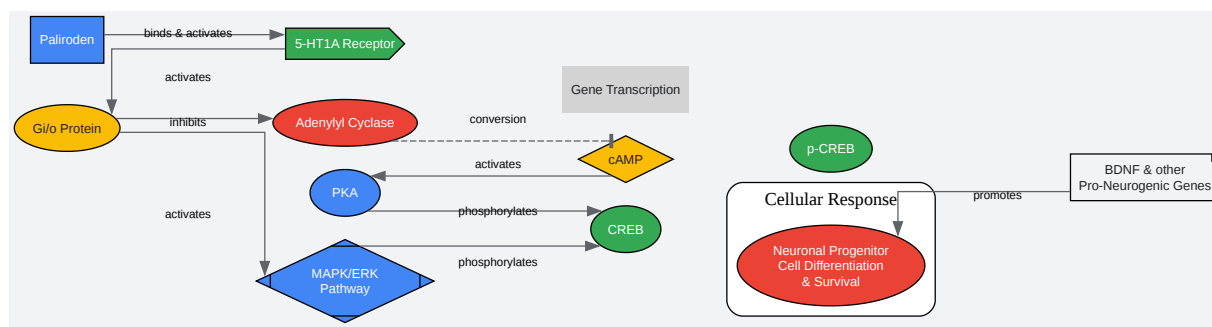 Paliroden
binds & activates
5-HT1A Receptor
activates
Gene Transcription
Gi/o Protein
inhibits
Adenylyl Cyclase
conversion
cAMP
p-CREB
activates
BDNF & other
Pro-Neurogenic Genes
PKA
promotes
Cellular Response
activates
phosphorylates
CREB
Neuronal Progenitor
Cell Differentiation
& Survival
phosphorylates
MAPK/ERK
Pathway